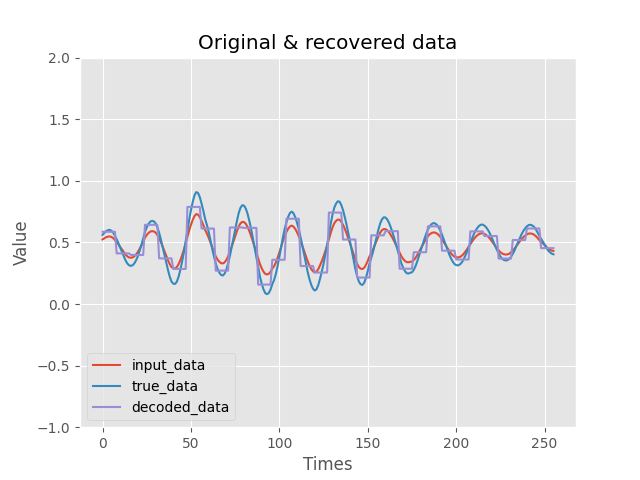 Original & recovered data
2.0
1.5
1.0
0.5
0.0
−0.5
−1.0
Value
input_data
true_data
decoded_data
0 50 100 150 200 250
Times